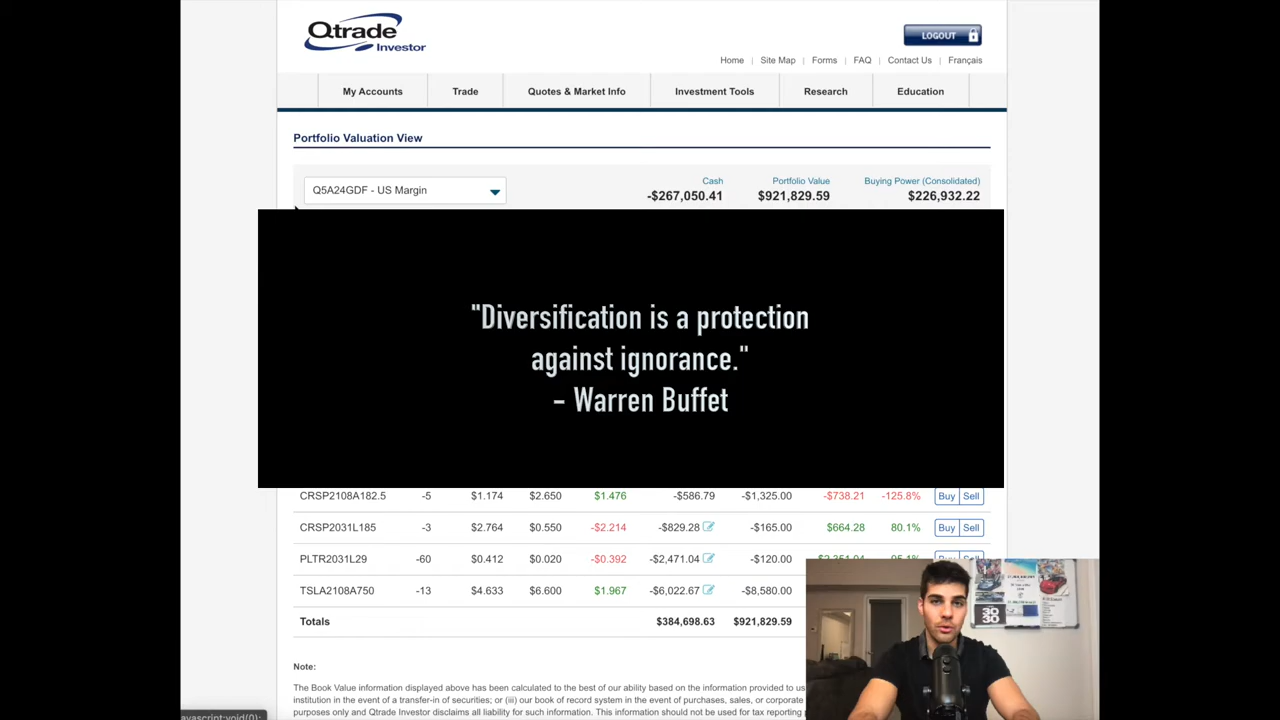 Qtrade
Investor
LOGOUT
Home | Site Map | Forms | FAQ | Contact Us | Français
My Accounts Trade Quotes & Market Info Investment Tools Research Education
Portfolio Valuation View
Cash Portfolio Value Buying Power (Consolidated)
Q5A24GDF - US Margin -$267,050.41 $921,829.59 $226,932.22
"Diversification is a protection
against ignorance."
- Warren Buffet
CRSP2108A182.5 -5 $1.174 $2.650 $1.476 -$586.79 -$1,325.00 -$738.21 -125.8% Buy Sell
CRSP2031L185 -3 $2.764 $0.550 -$2.214 -$829.28 -$165.00 $664.28 80.1% Buy Sell
PLTR2031L29 -60 $0.412 $0.020 -$0.392 -$2,471.04 -$120.00
TSLA2108A750 -13 $4.633 $6.600 $1.967 -$6,022.67 -$8,580.00
Totals $384,698.63 $921,829.59
Note:
The Book Value information displayed above has been calculated to the best of our ability based on the information provided to us
institution in the event of a transfer-in of securities; or (iii) our book of record system in the event of purchases, sales, or corporate
purposes only and Qtrade Investor disclaims all liability for such information. This information should not be used for tax reporting
30
30